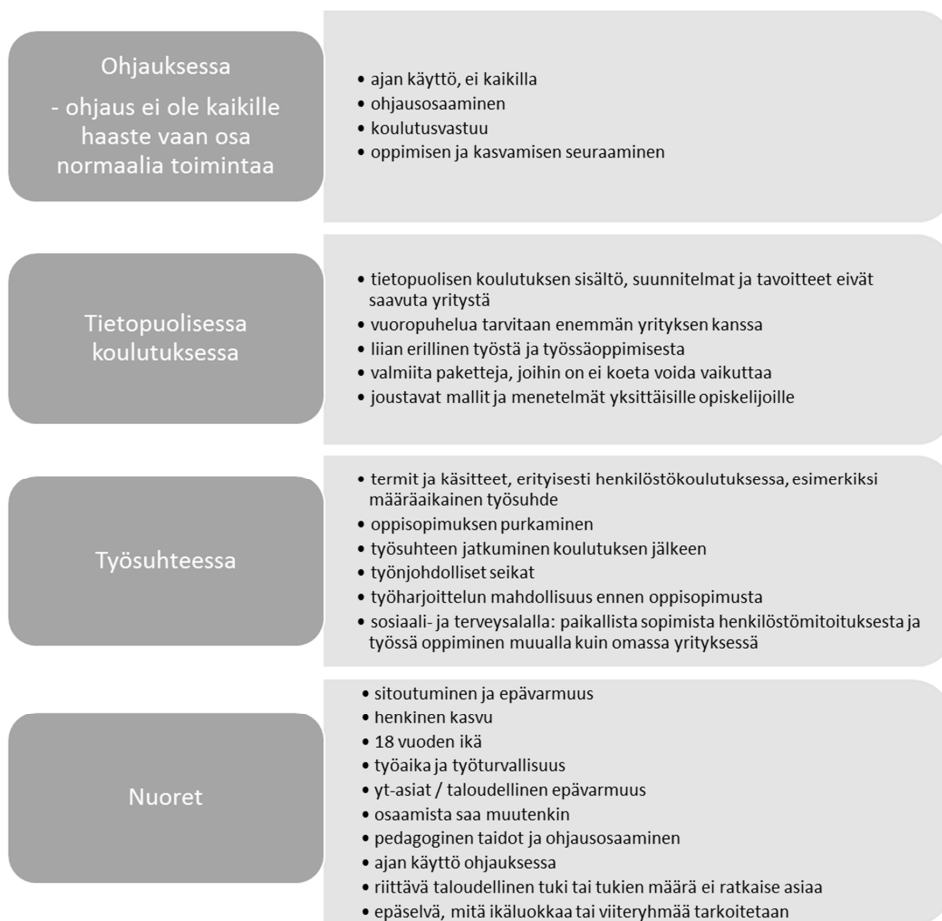 Ohjauksessa
- ohjaus ei ole kaikille
haaste vaan osa
normaalia toimintaa
• ajan käyttö, ei kaikilla
• ohjausosaaminen
• koulutusvastuu
• oppimisen ja kasvamisen seuraaminen
Tietopuolisessa
koulutuksessa
• tietopuolisen koulutuksen sisältö, suunnitelmat ja tavoitteet eivät
saavuta yritystä
• vuoropuhelua tarvitaan enemmän yrityksen kanssa
• liian erillinen työstä ja työssäoppimisesta
• valmiita paketteja, joihin on ei koeta voida vaikuttaa
• joustavat mallit ja menetelmät yksittäisille opiskelijoille
Työsuhteessa
• termit ja käsitteet, erityisesti henkilöstökoulutuksessa, esimerkiksi
määräaikainen työsuhde
• oppisopimuksen purkaminen
• työsuhteen jatkuminen koulutuksen jälkeen
• työnjohdolliset seikat
• työharjoittelun mahdollisuus ennen oppisopimusta
• sosiaali- ja terveysalalla: paikallista sopimista henkilöstömitoituksesta ja
työssä oppiminen muualla kuin omassa yrityksessä
Nuoret
• sitoutuminen ja epävarmuus
• henkinen kasvu
• 18 vuoden ikä
• työaika ja työturvallisuus
• yt-asiat / taloudellinen epävarmuus
• osaamista saa muutenkin
• pedagoginen taidot ja ohjausosaaminen
• ajan käyttö ohjauksessa
• riittävä taloudellinen tuki tai tukien määrä ei ratkaise asiaa
• epäselvä, mitä ikäluokkaa tai viiteryhmää tarkoitetaan